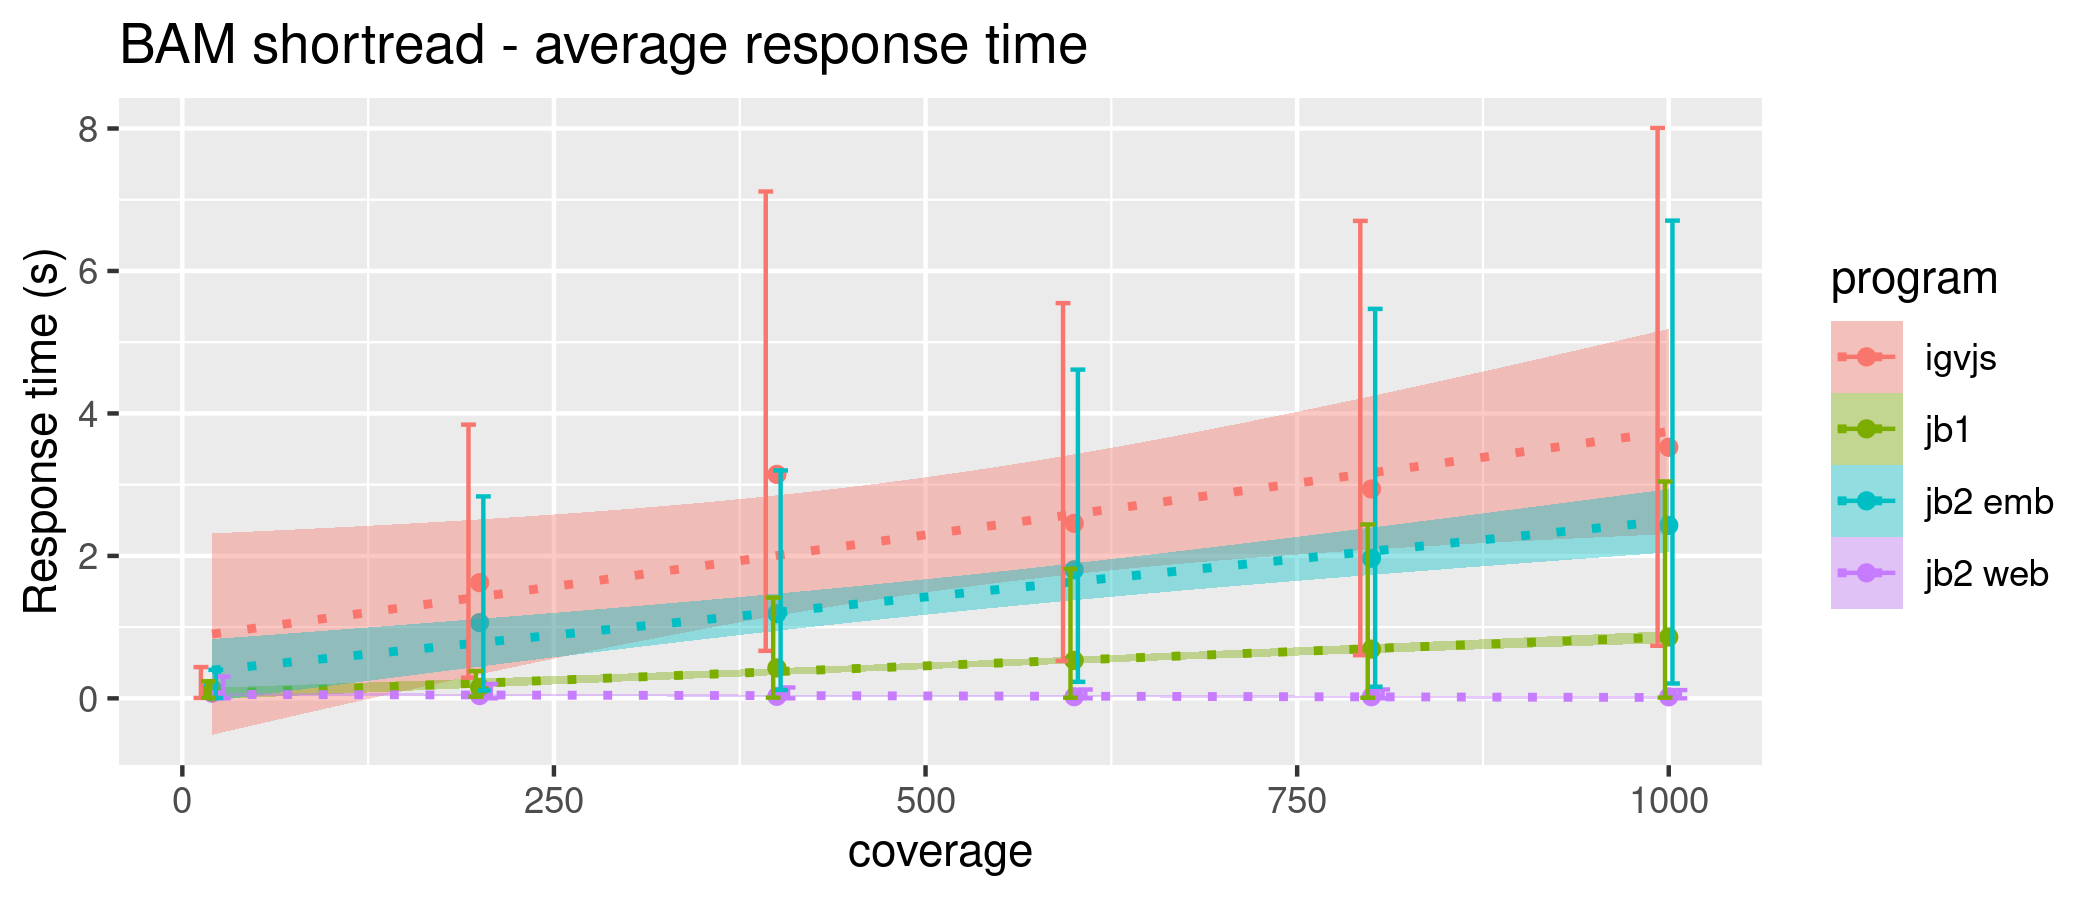 BAM shortread - average response time
Response time (s)
8
6
4
2
0
0 250 500 750 1000
coverage
program
igvjs
jb1
jb2 emb
jb2 web